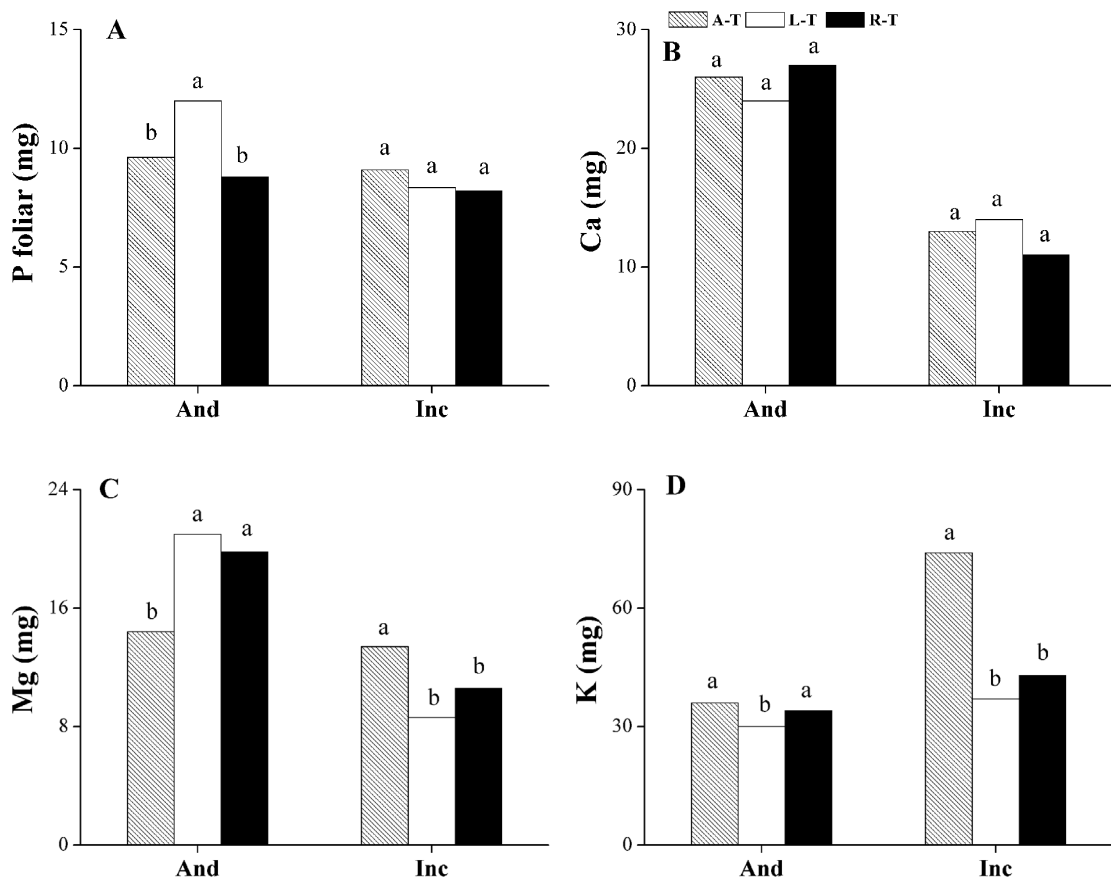 A-T L-T R-T
A
15
10
5
0
P foliar (mg)
b a b
a a a
And Inc
B
30
20
10
0
Ca (mg)
a a a
a a a
And Inc
C
24
16
8
0
Mg (mg)
b a a
a b b
And Inc
D
90
60
30
0
K (mg)
a b a
a b b
And Inc